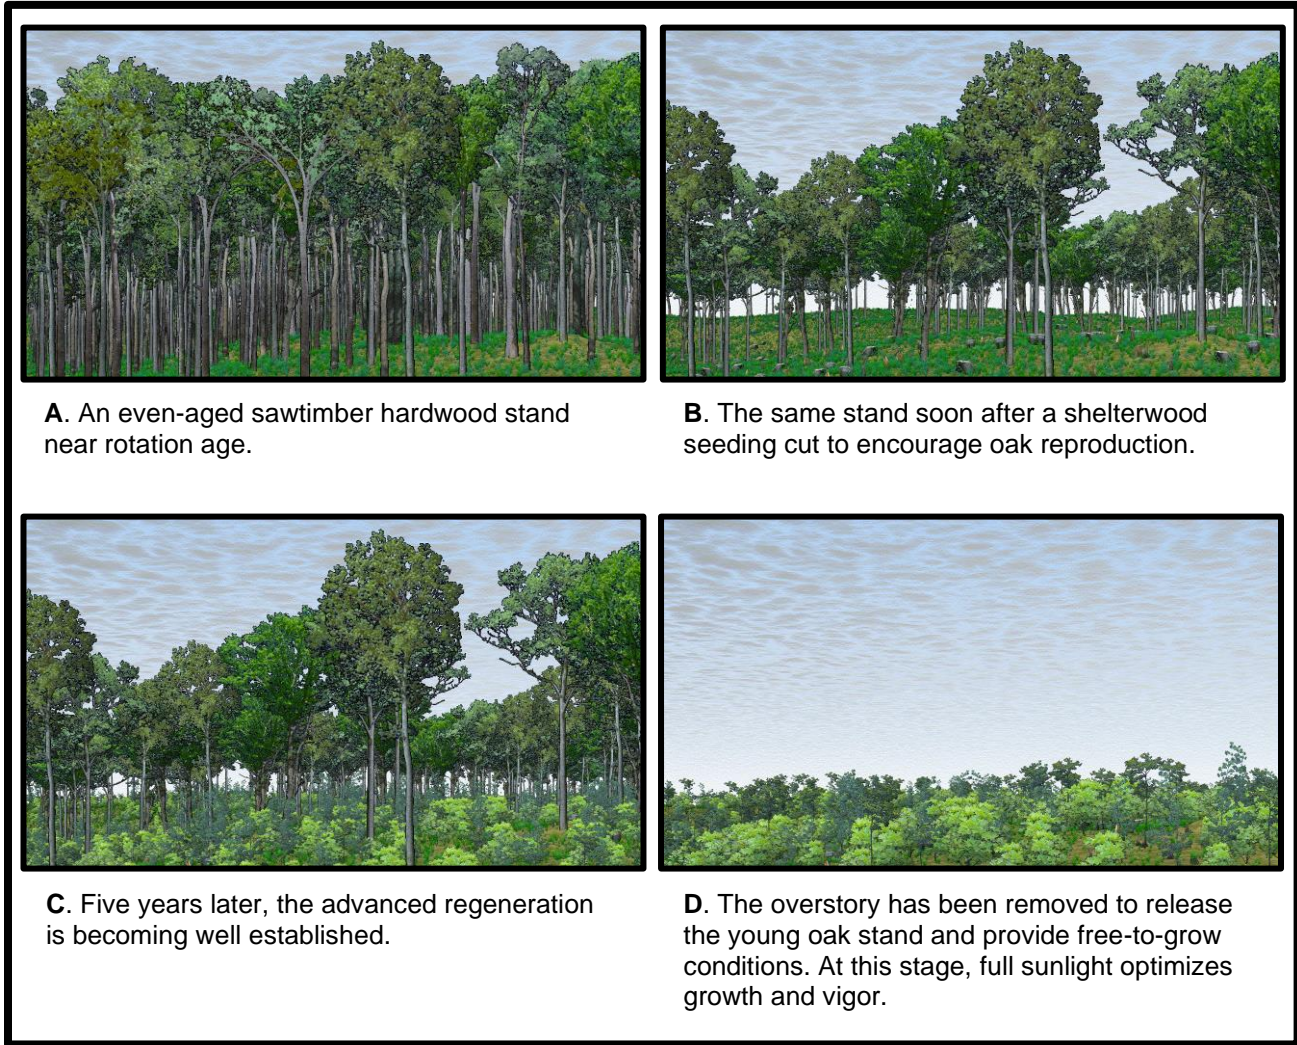 A. An even-aged sawtimber hardwood stand
near rotation age.
B. The same stand soon after a shelterwood
seeding cut to encourage oak reproduction.
C. Five years later, the advanced regeneration
is becoming well established.
D. The overstory has been removed to release
the young oak stand and provide free-to-grow
conditions. At this stage, full sunlight optimizes
growth and vigor.